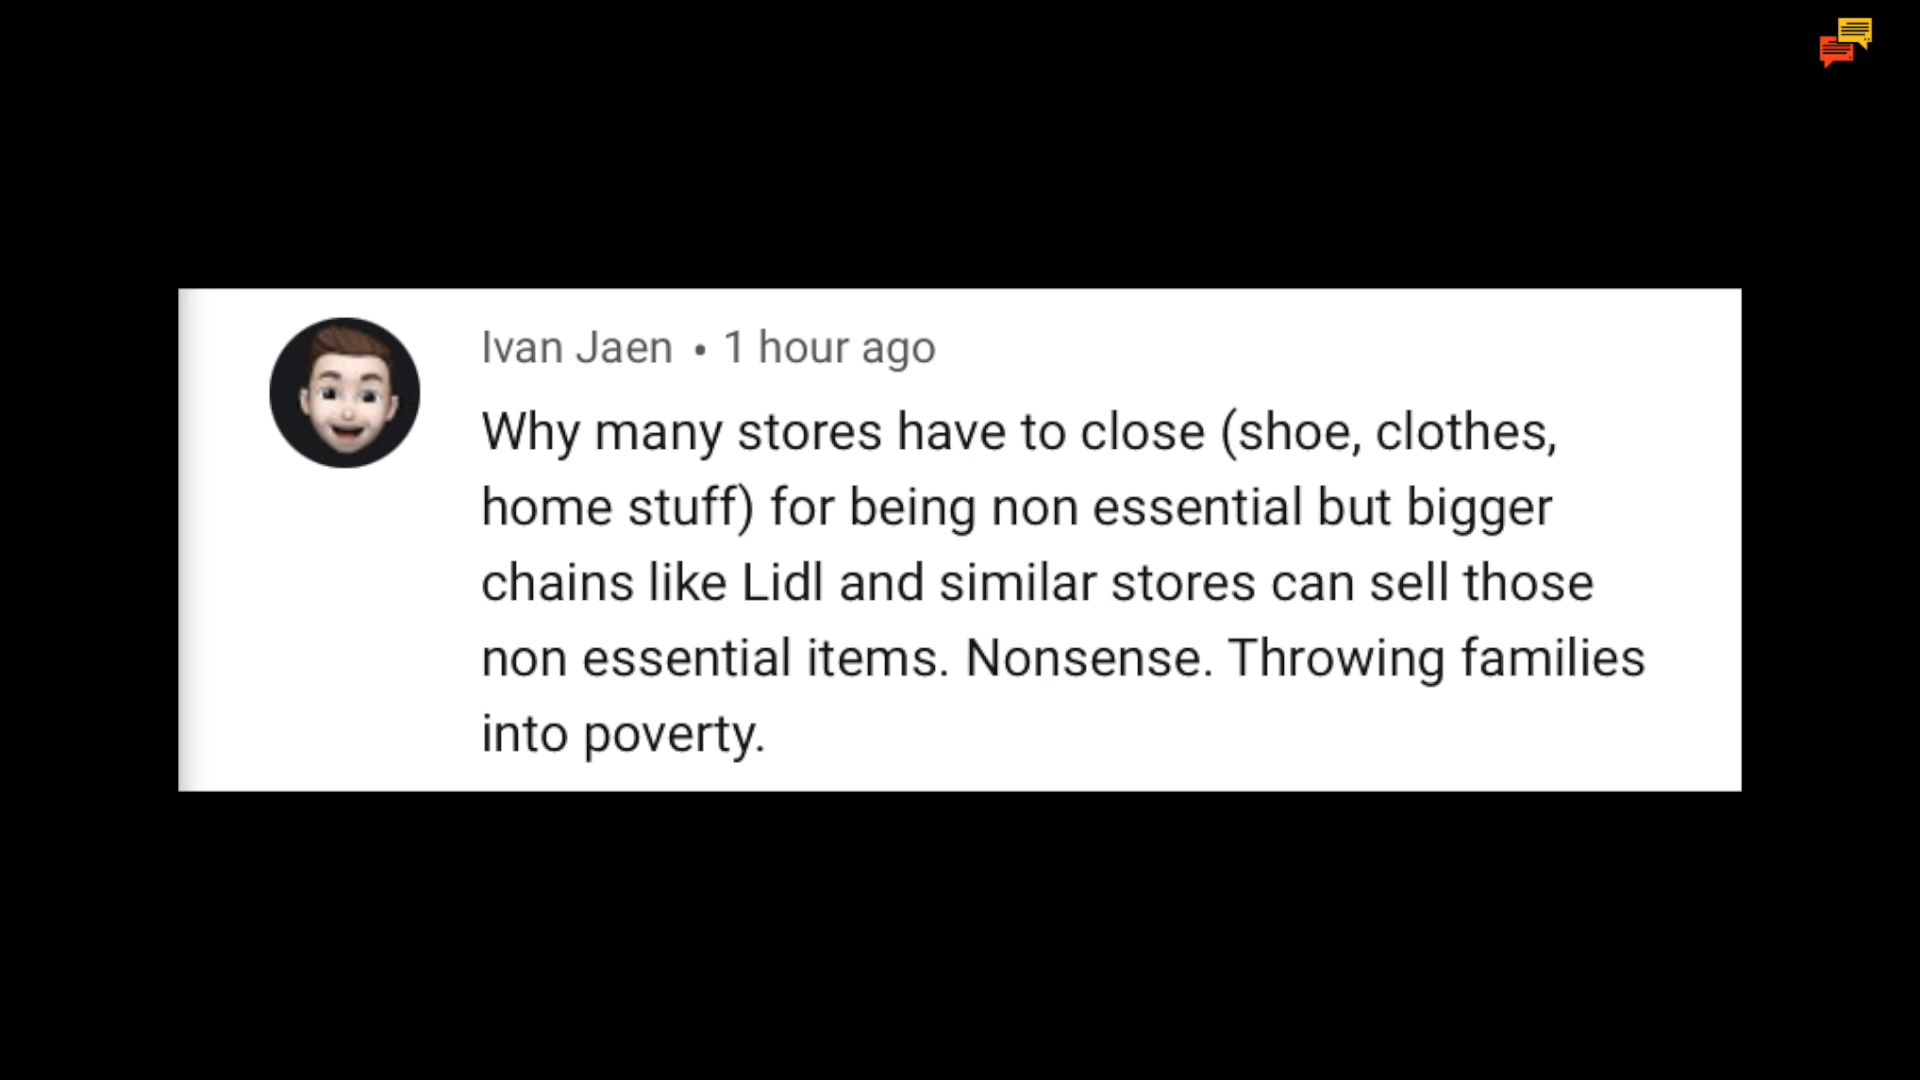 Ivan Jaen • 1 hour ago
Why many stores have to close (shoe, clothes,
home stuff) for being non essential but bigger
chains like Lidl and similar stores can sell those
non essential items. Nonsense. Throwing families
into poverty.